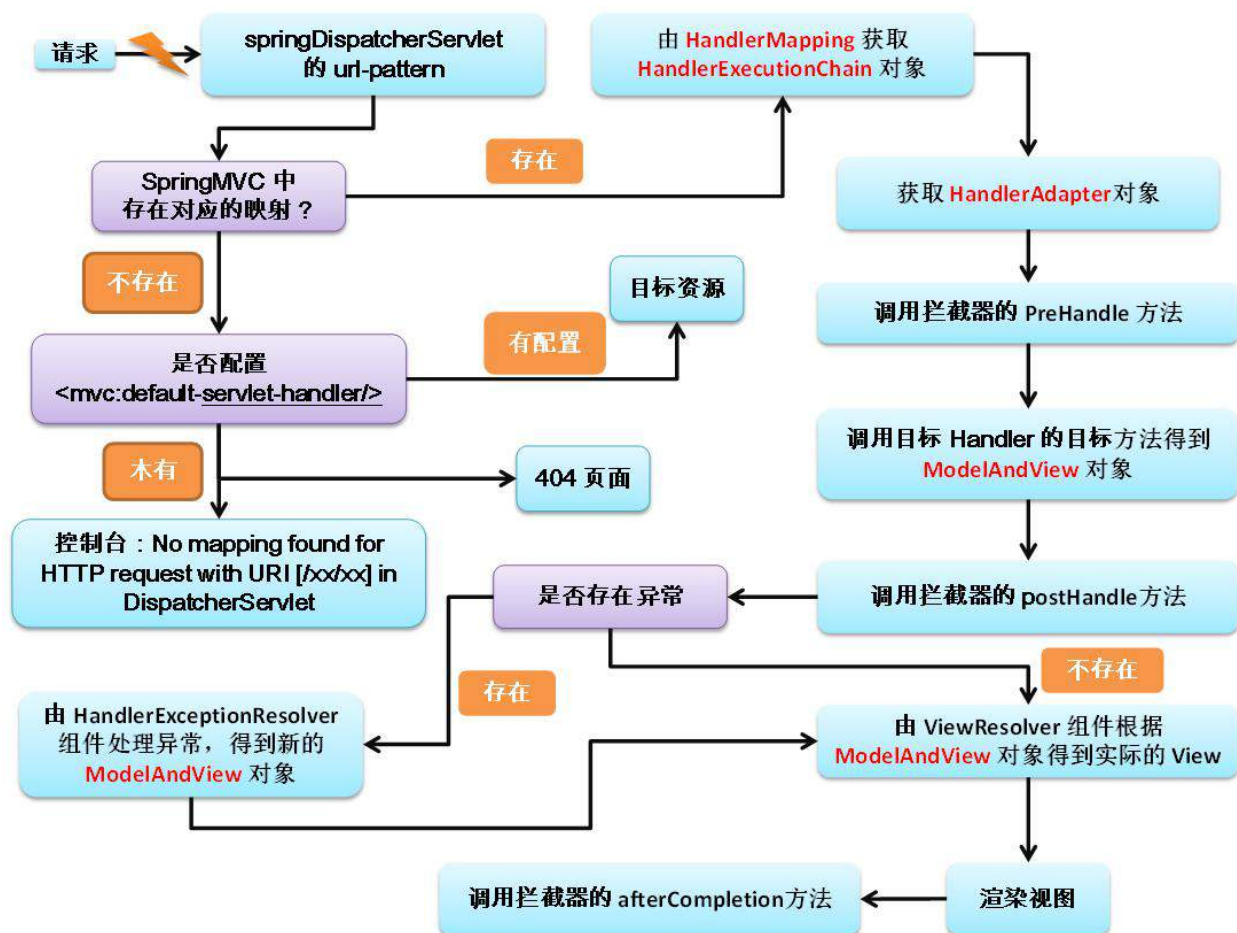 请求
springDispatcherServlet
的 url-pattern
由 HandlerMapping 获取
HandlerExecutionChain 对象
存在
SpringMVC 中
存在对应的映射？
获取 HandlerAdapter对象
不存在
目标资源
调用拦截器的 PreHandle 方法
有配置
是否配置
<mvc:default-servlet-handler/>
调用目标 Handler 的目标方法得到
ModelAndView 对象
木有
404 页面
控制台：No mapping found for
HTTP request with URI [/xx/xx] in
DispatcherServlet
是否存在异常
调用拦截器的 postHandle方法
存在
不存在
由 HandlerExceptionResolver
组件处理异常，得到新的
ModelAndView 对象
由 ViewResolver 组件根据
ModelAndView 对象得到实际的 View
调用拦截器的 afterCompletion方法
渲染视图